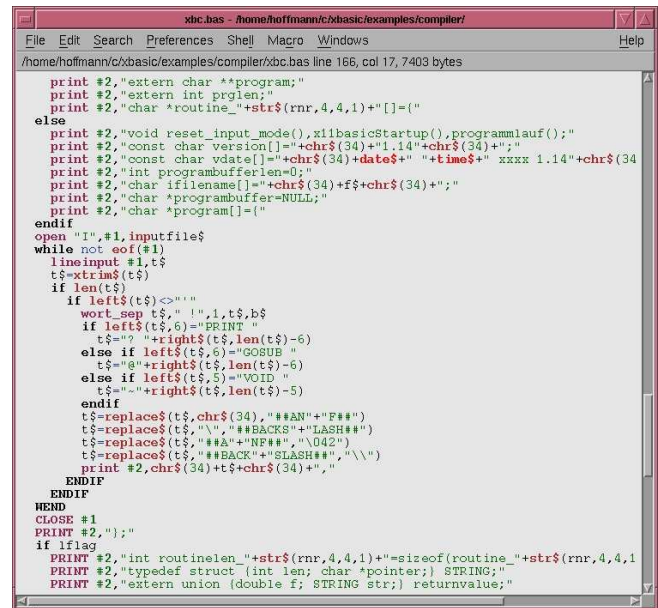 xbc.bas - /home/hoffmann/c/xbasic/examples/compiler/
File Edit Search Preferences Shell Macro Windows Help
/home/hoffmann/c/xbasic/examples/compiler/xbc.bas line 166, col 17, 7403 bytes
print #2,"extern char **program;"
print #2,"extern int prglen;"
print #2,"char *routine_"+str$(rnr,4,4,1)+"[]={"
else
print #2,"void reset_input_mode(),x11basicStartup(),programmlauf();"
print #2,"const char version[]="+chr$(34)+"1.14"+chr$(34)+";"
print #2,"const char vdate[]="+chr$(34)+date$+" "+time$+" xxxx 1.14"+chr$(34
print #2,"int programbufferlen=0;"
print #2,"char ifilename[]="+chr$(34)+f$+chr$(34)+";"
print #2,"char *programbuffer=NULL;"
print #2,"char *program[]={"
endif
open "I",#1,inputfile$
while not eof(#1)
lineinput #1,t$
t$=xtrim$(t$)
if len(t$)
if left$(t$)<>"'"
wort_sep t$," !",1,t$,b$
if left$(t$,6)="PRINT "
t$="? "+right$(t$,len(t$)-6)
else if left$(t$,6)="GOSUB "
t$="@"+right$(t$,len(t$)-6)
else if left$(t$,5)="VOID "
t$="~"+right$(t$,len(t$)-5)
endif
t$=replace$(t$,chr$(34),"##AN"+"F##")
t$=replace$(t$,"\","##BACKS"+"LASH##")
t$=replace$(t$,"##A"+"NF##","\042")
t$=replace$(t$,"##BACK"+"SLASH##","\\")
print #2,chr$(34)+t$+chr$(34)+","
ENDIF
ENDIF
WEND
CLOSE #1
PRINT #2,"};"
if lflag
PRINT #2,"int routinelen_"+str$(rnr,4,4,1)+"=sizeof(routine_"+str$(rnr,4,4,1
PRINT #2,"typedef struct {int len; char *pointer;} STRING;"
PRINT #2,"extern union {double f; STRING str;} returnvalue;"